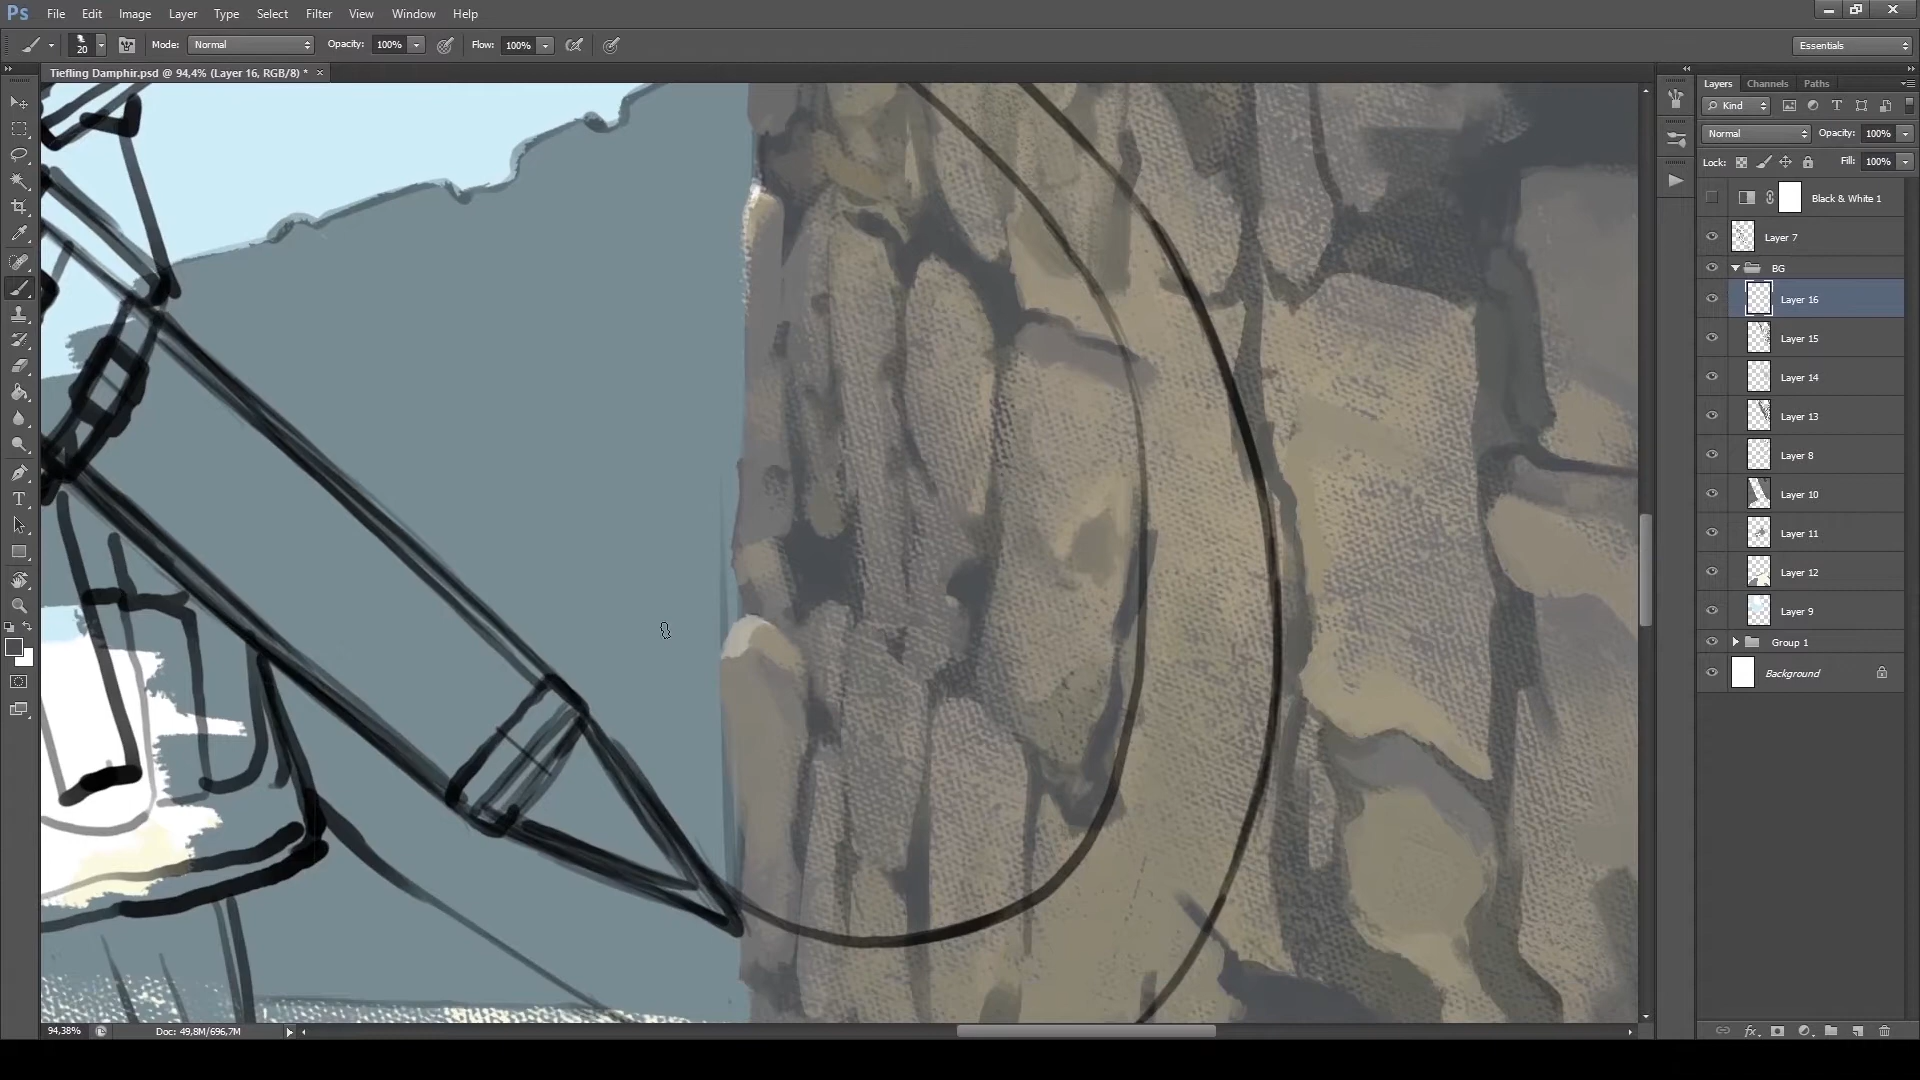 Ps File Edit Image Layer Type Select Filter View Window Help
20 Mode: Normal Opacity: 100% Flow: 100% Essentials
Tiefling Damphir.psd @ 94,4% (Layer 16, RGB/8) * ×
Layers Channels Paths
Kind
Normal Opacity: 100%
Lock: Fill: 100%
Black & White 1
Layer 7
BG
Layer 16
Layer 15
Layer 14
Layer 13
Layer 8
Layer 10
Layer 11
Layer 12
Layer 9
Group 1
Background
94,38% Doc: 49,8M/696,7M